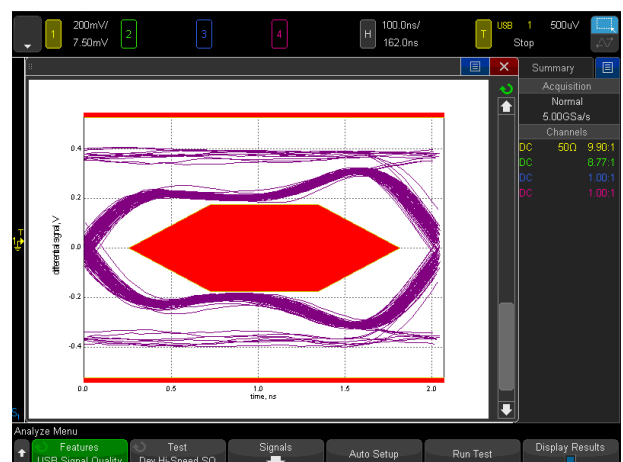 1 200mV/ 2 3 4 H 100.0ns/ T USB 1 500uV
7.50mV 162.0ns Stop
Summary
Acquisition
Normal
5.00GSa/s
Channels
DC 50Ω 9.90:1
DC 8.77:1
DC 1.00:1
DC 1.00:1
T
1
0.4
0.2
0.0
-0.2
-0.4
differential signal, V
0.0 0.5 1.0 1.5 2.0
time, ns
S1
Analyze Menu
Features Test Signals Auto Setup Run Test Display Results
USB Signal Quality Dev Hi-Speed SQ